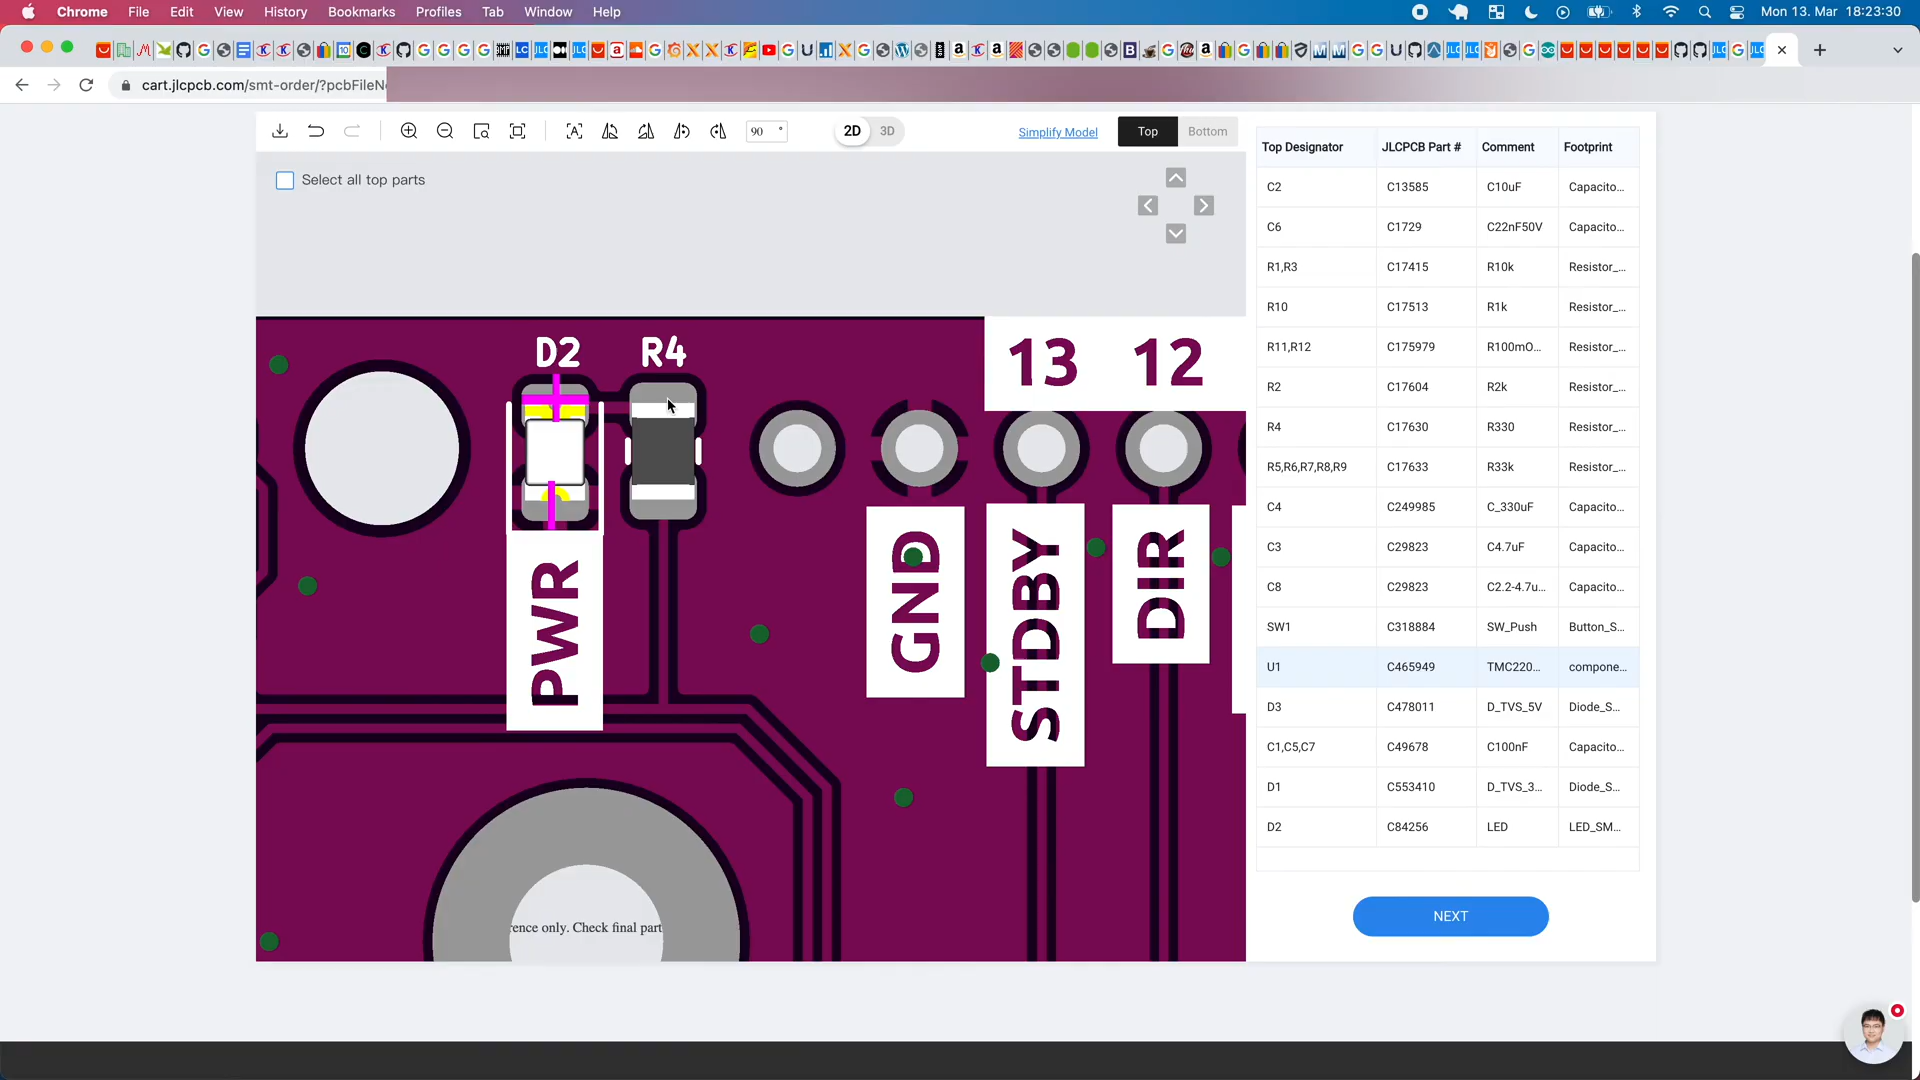 Chrome File Edit View History Bookmarks Profiles Tab Window Help Mon 13. Mar 18:23:30
cart.jlcpcb.com/smt-order/?pcbFileN
90 °
2D 3D
Simplify Model
Top Bottom
Select all top parts
D2 R4
13 12
PWR
GND
STDBY
DIR
rence only. Check final part
Top Designator JLCPCB Part # Comment Footprint
C2 C13585 C10uF Capacito...
C6 C1729 C22nF50V Capacito...
R1,R3 C17415 R10k Resistor_...
R10 C17513 R1k Resistor_...
R11,R12 C175979 R100mO... Resistor_...
R2 C17604 R2k Resistor_...
R4 C17630 R330 Resistor_...
R5,R6,R7,R8,R9 C17633 R33k Resistor_...
C4 C249985 C_330uF Capacito...
C3 C29823 C4.7uF Capacito...
C8 C29823 C2.2-4.7u... Capacito...
SW1 C318884 SW_Push Button_S...
U1 C465949 TMC220... compone...
D3 C478011 D_TVS_5V Diode_S...
C1,C5,C7 C49678 C100nF Capacito...
D1 C553410 D_TVS_3... Diode_S...
D2 C84256 LED LED_SM...
NEXT